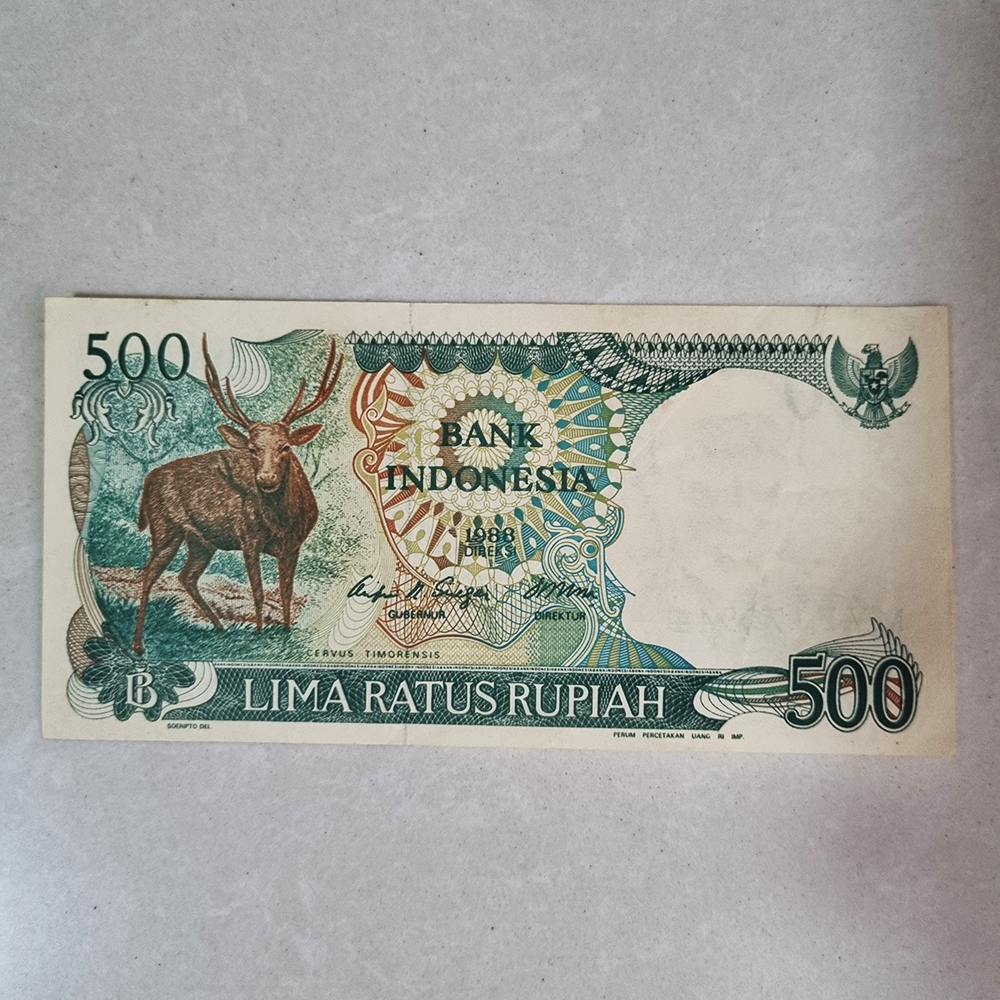 500
BANK
INDONESIA
1988
DIREKSI
GUBERNUR
DIREKTUR
CERVUS TIMORENSIS
LIMA RATUS RUPIAH
500
SOERIPTO DEL.
PERUM PERCETAKAN UANG RI IMP.